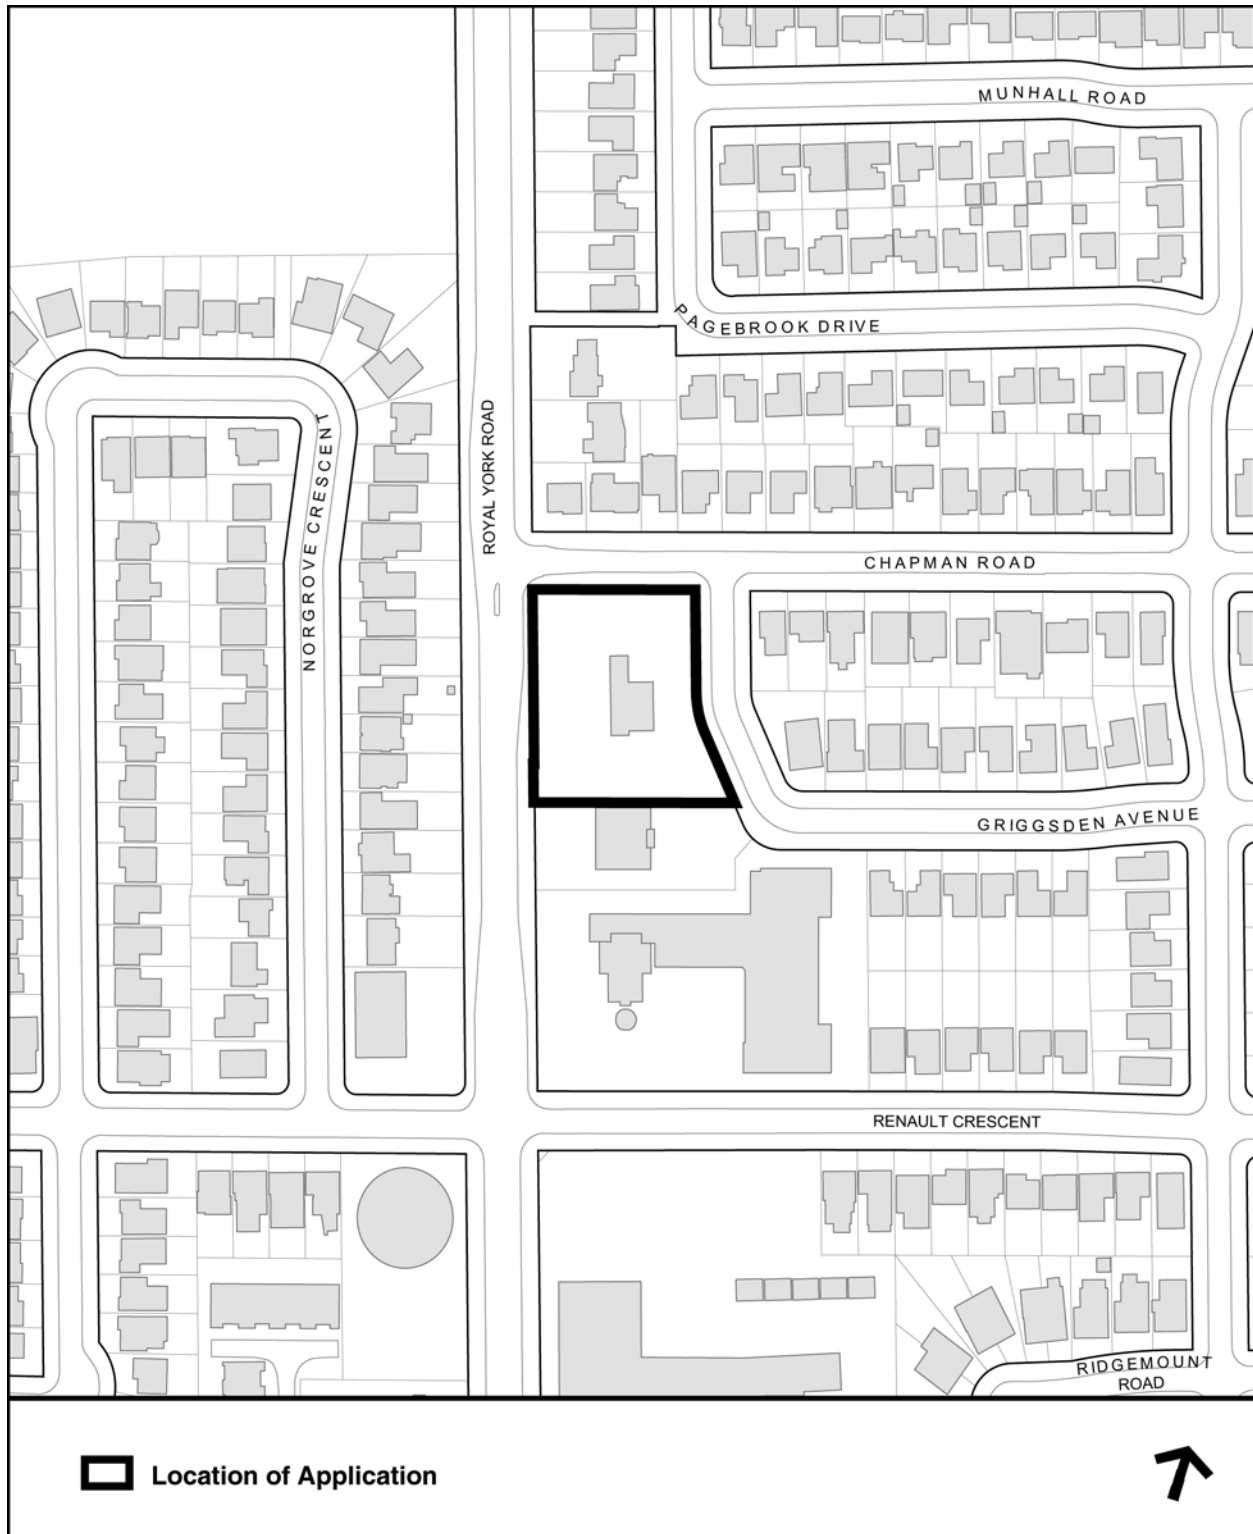 MUNHALL ROAD
PAGEBROOK DRIVE
ROYAL YORK ROAD
NORGROVE CRESCENT
CHAPMAN ROAD
GRIGGSDEN AVENUE
RENAULT CRESCENT
RIDGEMOUNT
ROAD
Location of Application